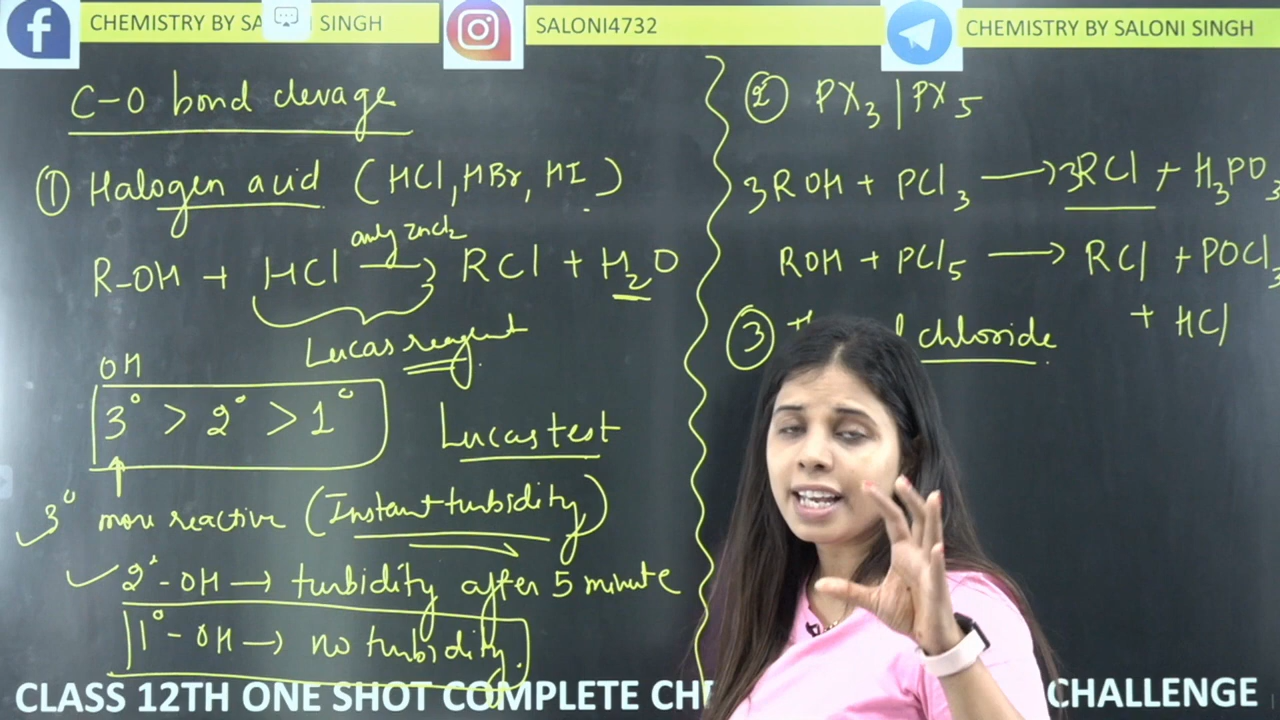 CHEMISTRY BY SA SINGH
SALONI4732
CHEMISTRY BY SALONI SINGH
C-O bond clevage
① Halogen acid (HCl, HBr, HI)
R-OH + HCl anhy ZnCl2 → RCl + H2O
Lucas reagent
OH
3° > 2° > 1°
Lucas test
3° more reactive (Instant turbidity)
2°-OH → turbidity after 5 minute
1°-OH → no turbidity.
② PX3 | PX5
3ROH + PCl3 → 3RCl + H3PO3
ROH + PCl5 → RCl + POCl3
+ HCl
③ chloride
CLASS 12TH ONE SHOT COMPLETE CHALLENGE